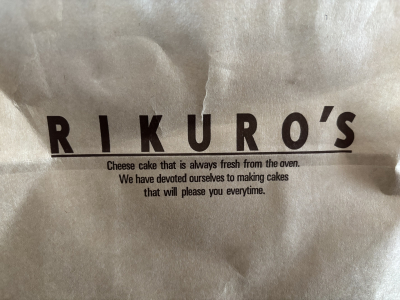 RIKURO'S
Cheese cake that is always fresh from the oven.
We have devoted ourselves to making cakes
that will please you everytime.